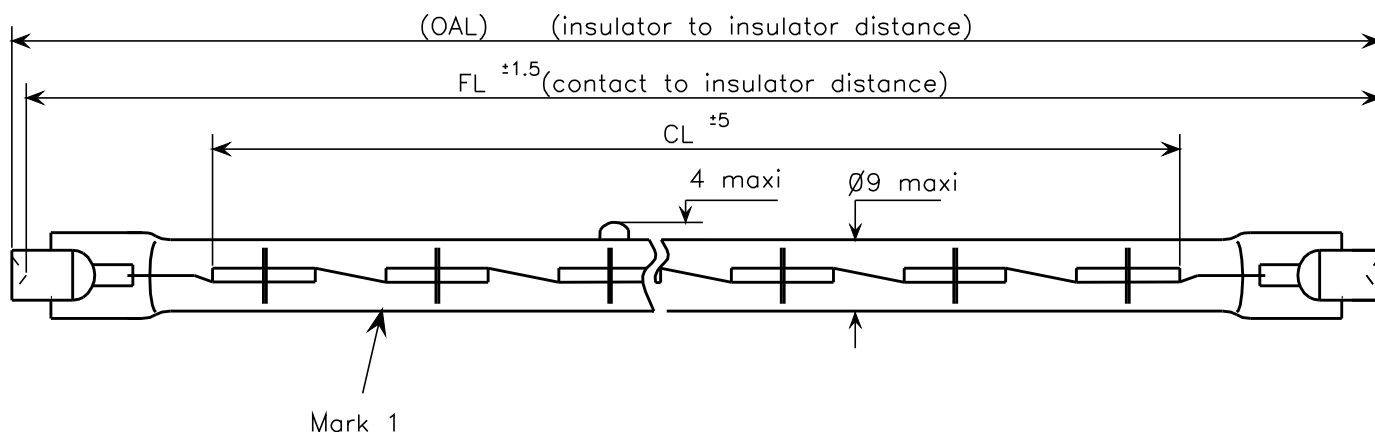 (OAL) (insulator to insulator distance)
FL ±1.5 (contact to insulator distance)
CL ±5
4 maxi
Ø9 maxi
Mark 1